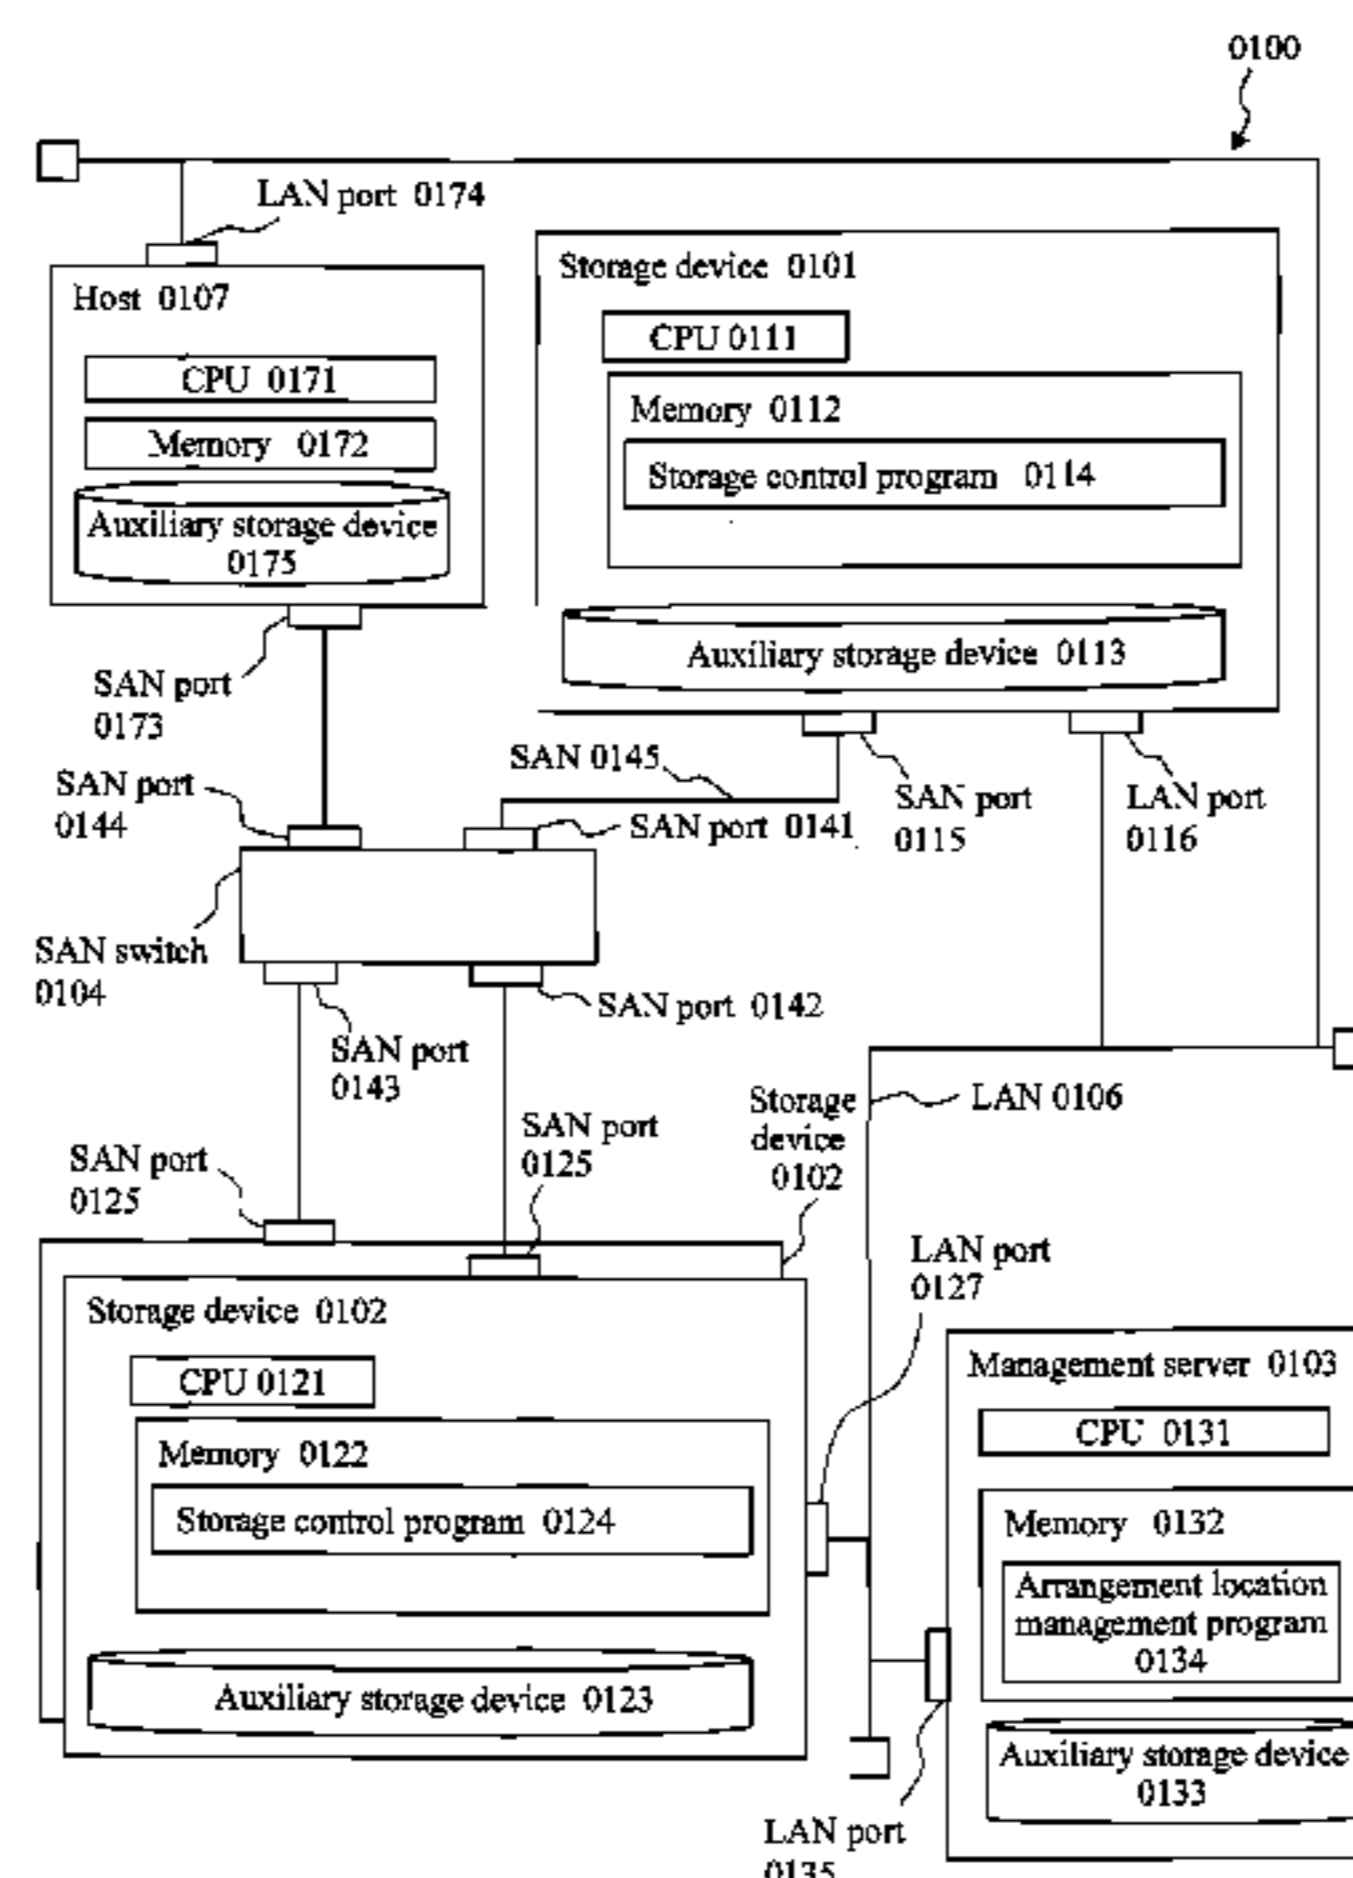 0100
LAN port 0174
Host 0107
CPU 0171
Memory 0172
Auxiliary storage device
0175
SAN port
0173
Storage device 0101
CPU 0111
Memory 0112
Storage control program 0114
Auxiliary storage device 0113
SAN 0145
SAN port
0115
LAN port
0116
SAN port
0144
SAN port 0141
SAN switch
0104
SAN port 0142
SAN port
0143
LAN 0106
SAN port
0125
SAN port
0125
Storage
device
0102
LAN port
0127
Storage device 0102
CPU 0121
Memory 0122
Storage control program 0124
Auxiliary storage device 0123
Management server 0103
CPU 0131
Memory 0132
Arrangement location
management program
0134
Auxiliary storage device
0133
LAN port
0135